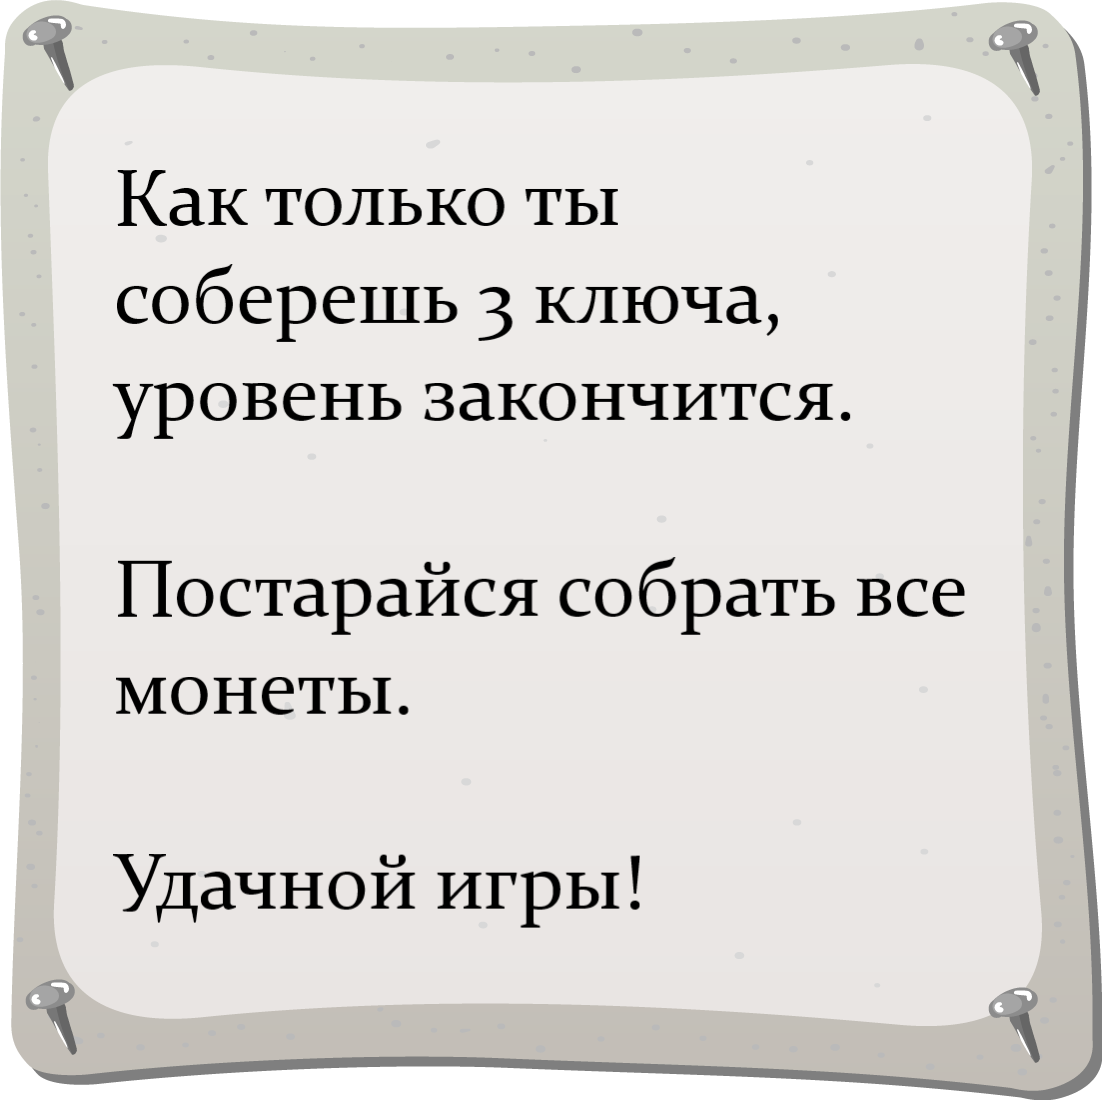 Как только ты
соберешь 3 ключа,
уровень закончится.
Постарайся собрать все
монеты.
Удачной игры!